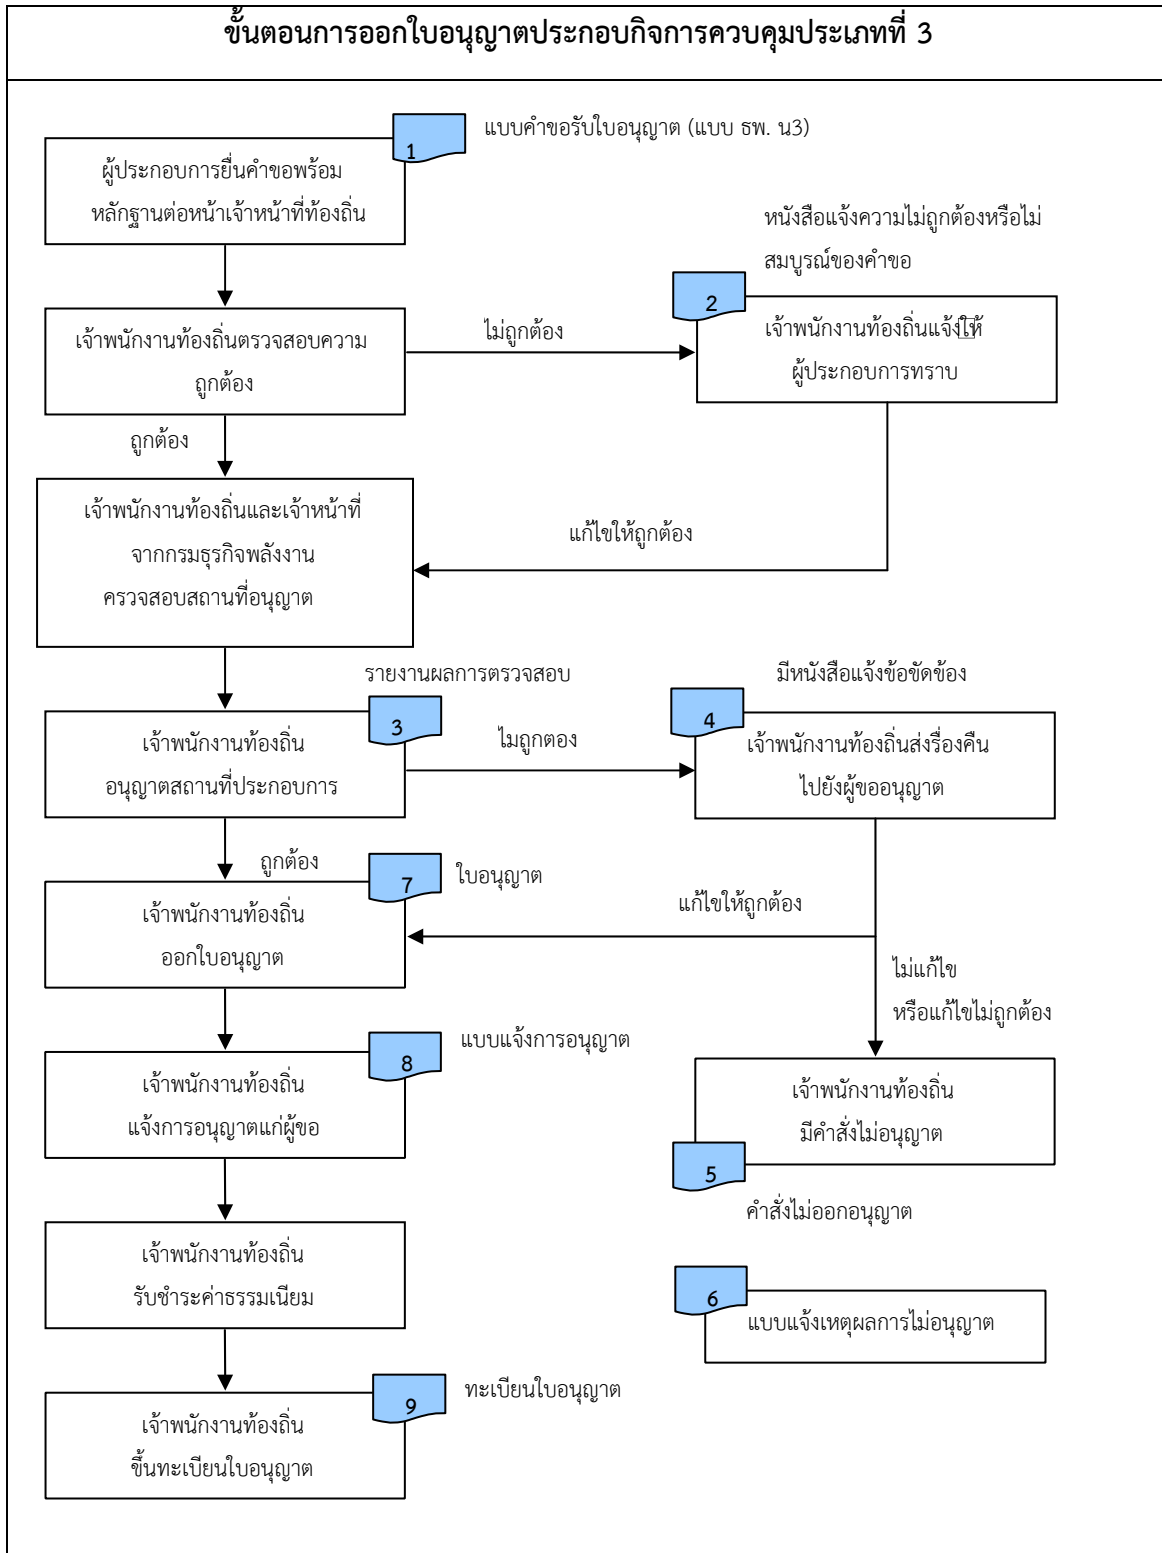 ขั้นตอนการออกใบอนุญาตประกอบกิจการควบคุมประเภทที่ 3
1
แบบคำขอรับใบอนุญาต (แบบ ธพ. น3)
ผู้ประกอบการยื่นคำขอพร้อม
หลักฐานต่อหน้าเจ้าหน้าที่ท้องถิ่น
หนังสือแจ้งความไม่ถูกต้องหรือไม่
สมบูรณ์ของคำขอ
2
เจ้าพนักงานท้องถิ่นตรวจสอบความ
ถูกต้อง
ไม่ถูกต้อง
เจ้าพนักงานท้องถิ่นแจ้งให้
ผู้ประกอบการทราบ
ถูกต้อง
เจ้าพนักงานท้องถิ่นและเจ้าหน้าที่
จากกรมธุรกิจพลังงาน
ครวจสอบสถานที่อนุญาต
แก้ไขให้ถูกต้อง
รายงานผลการตรวจสอบ
3
เจ้าพนักงานท้องถิ่น
อนุญาตสถานที่ประกอบการ
ไมถูกตอง
มีหนังสือแจ้งข้อขัดข้อง
4
เจ้าพนักงานท้องถิ่นส่งรื่องคืน
ไปยังผู้ขออนุญาต
ถูกต้อง
7
ใบอนุญาต
เจ้าพนักงานท้องถิ่น
ออกใบอนุญาต
แก้ไขให้ถูกต้อง
ไม่แก้ไข
หรือแก้ไขไม่ถูกต้อง
8
แบบแจ้งการอนุญาต
เจ้าพนักงานท้องถิ่น
แจ้งการอนุญาตแก่ผู้ขอ
เจ้าพนักงานท้องถิ่น
มีคำสั่งไม่อนุญาต
5
คำสั่งไม่ออกอนุญาต
เจ้าพนักงานท้องถิ่น
รับชำระค่าธรรมเนียม
6
แบบแจ้งเหตุผลการไม่อนุญาต
9
ทะเบียนใบอนุญาต
เจ้าพนักงานท้องถิ่น
ขึ้นทะเบียนใบอนุญาต